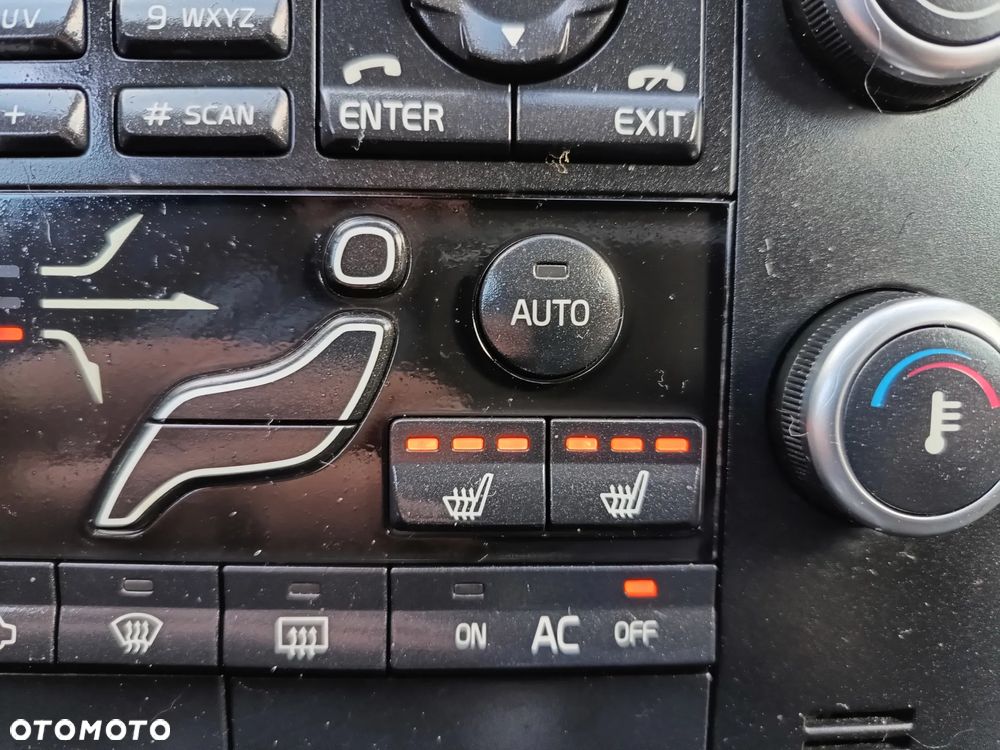 UV
9 WXYZ
+
# SCAN
ENTER
EXIT
AUTO
ON
AC
OFF
OTOMOTO